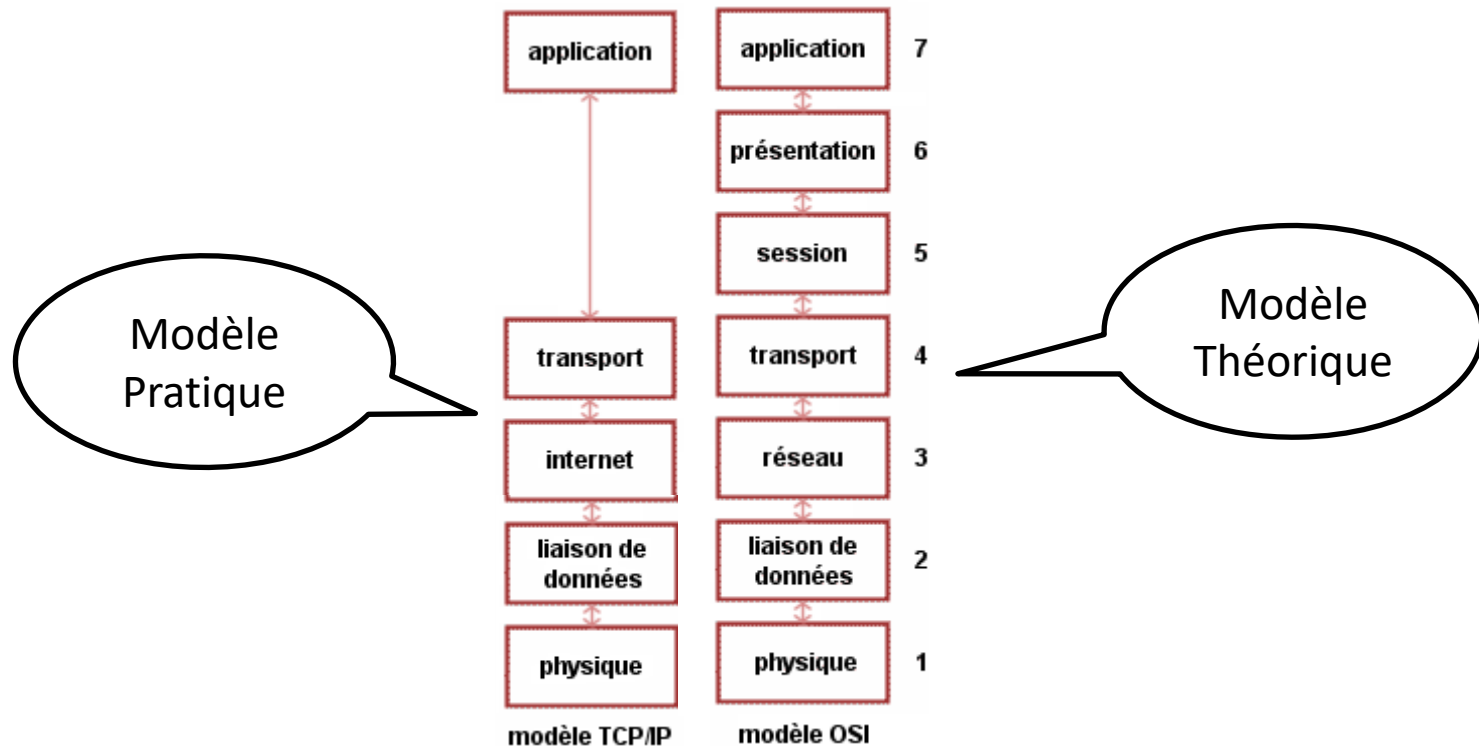 application
application
7
présentation
6
session
5
Modèle
Pratique
Modèle
Théorique
transport
transport
4
internet
réseau
3
liaison de
données
liaison de
données
2
physique
physique
1
modèle TCP/IP
modèle OSI